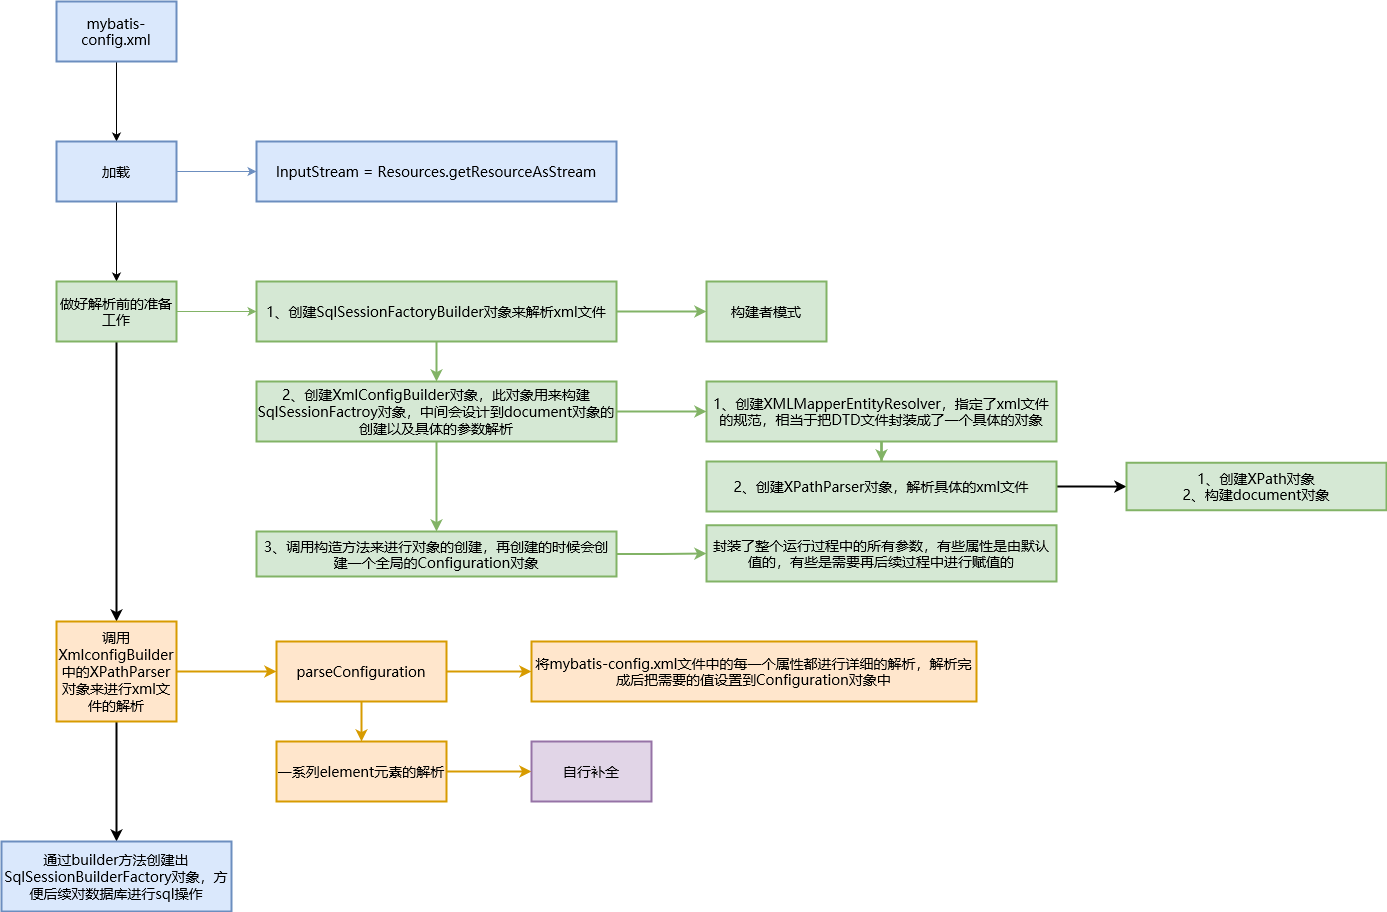 mybatis-
config.xml
加载
InputStream = Resources.getResourceAsStream
做好解析前的准备
工作
1、创建SqlSessionFactoryBuilder对象来解析xml文件
构建者模式
2、创建XmlConfigBuilder对象，此对象用来构建
SqlSessionFactroy对象，中间会设计到document对象的
创建以及具体的参数解析
1、创建XMLMapperEntityResolver，指定了xml文件
的规范，相当于把DTD文件封装成了一个具体的对象
2、创建XPathParser对象，解析具体的xml文件
1、创建XPath对象
2、构建document对象
3、调用构造方法来进行对象的创建，再创建的时候会创
建一个全局的Configuration对象
封装了整个运行过程中的所有参数，有些属性是由默认
值的，有些是需要再后续过程中进行赋值的
调用
XmlconfigBuilder
中的XPathParser
对象来进行xml文
件的解析
parseConfiguration
将mybatis-config.xml文件中的每一个属性都进行详细的解析，解析完
成后把需要的值设置到Configuration对象中
一系列element元素的解析
自行补全
通过builder方法创建出
SqlSessionBuilderFactory对象，方
便后续对数据库进行sql操作